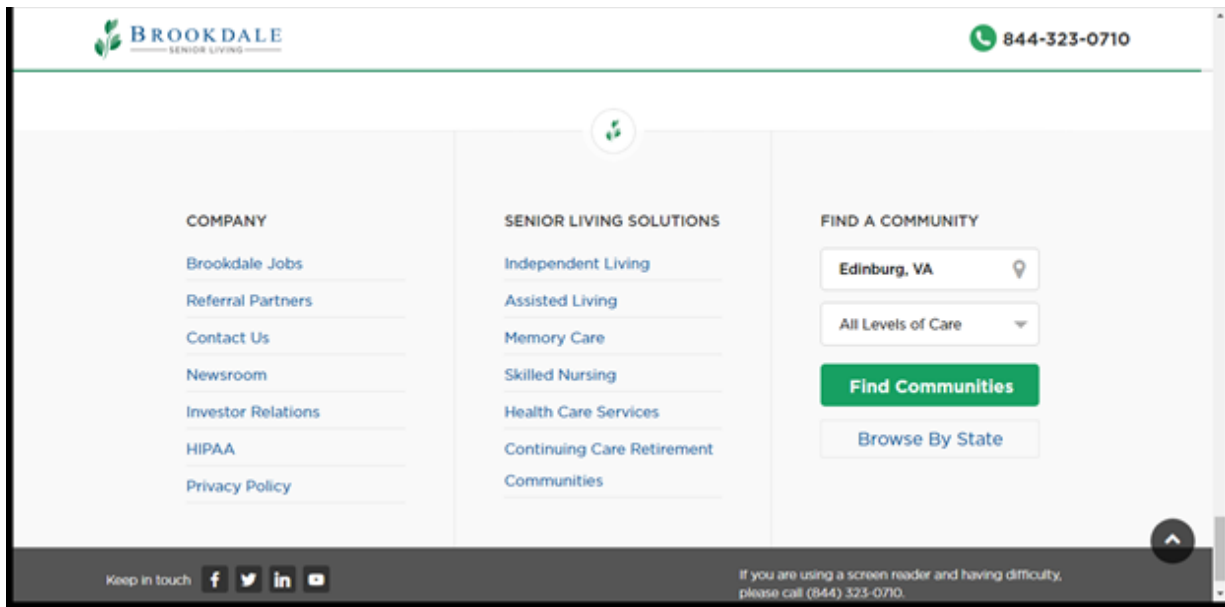 BROOKDALE
SENIOR LIVING
844-323-0710
COMPANY
Brookdale Jobs
Referral Partners
Contact Us
Newsroom
Investor Relations
HIPAA
Privacy Policy
SENIOR LIVING SOLUTIONS
Independent Living
Assisted Living
Memory Care
Skilled Nursing
Health Care Services
Continuing Care Retirement
Communities
FIND A COMMUNITY
Edinburg, VA
All Levels of Care
Find Communities
Browse By State
Keep in touch
If you are using a screen reader and having difficulty,
please call (844) 323-0710.